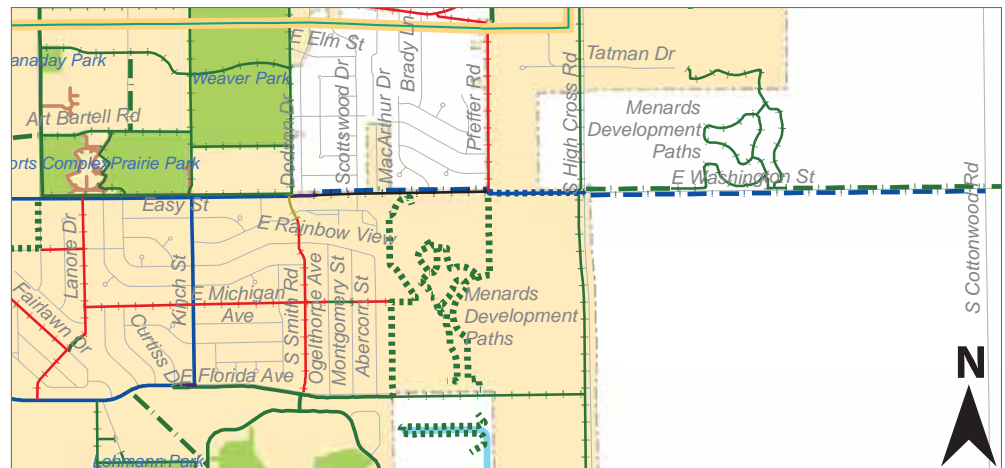 E Elm St
Brady Ln
Tatman Dr
anaday Park
Weaver Park
Scottswood Dr
MacArthur Dr
Pfeffer Rd
S High Cross Rd
Dodson Dr
Art Bartell Rd
Menards
Development
Paths
orts Complex
Prairie Park
E Washington St
S Cottonwood Rd
Easy St
E Rainbow View
Lanore Dr
Kinch St
E Michigan
Ave
S Smith Rd
Ogelthorpe Ave
Montgomery St
Abercorn St
Menards
Development
Paths
Fairlawn Dr
Curtiss D
E Florida Ave
N
Lohmann Park